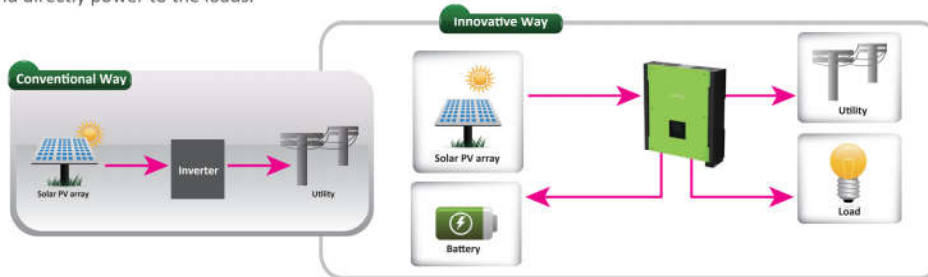 directly power to the loads.
Innovative Way
Conventional Way
Solar PV array
Inverter
Utility
Solar PV array
Utility
Battery
Load